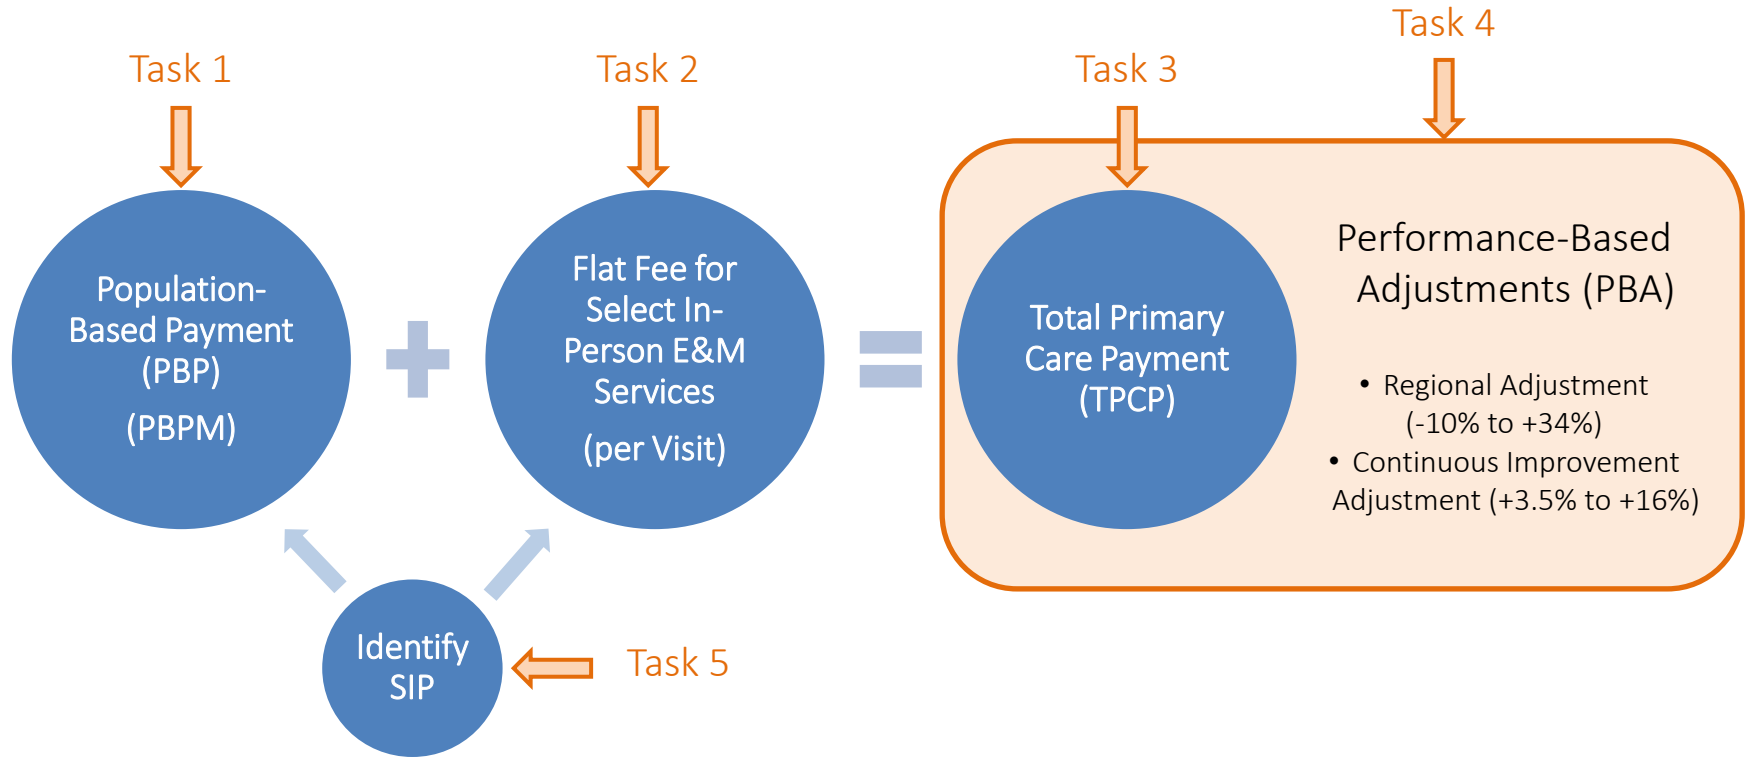 Task 1
Task 2
Task 3
Task 4
Population-
Based Payment
(PBP)
(PBPM)
Flat Fee for
Select In-
Person E&M
Services
(per Visit)
Total Primary
Care Payment
(TPCP)
Performance-Based
Adjustments (PBA)
• Regional Adjustment
(-10% to +34%)
• Continuous Improvement
Adjustment (+3.5% to +16%)
Identify
SIP
Task 5